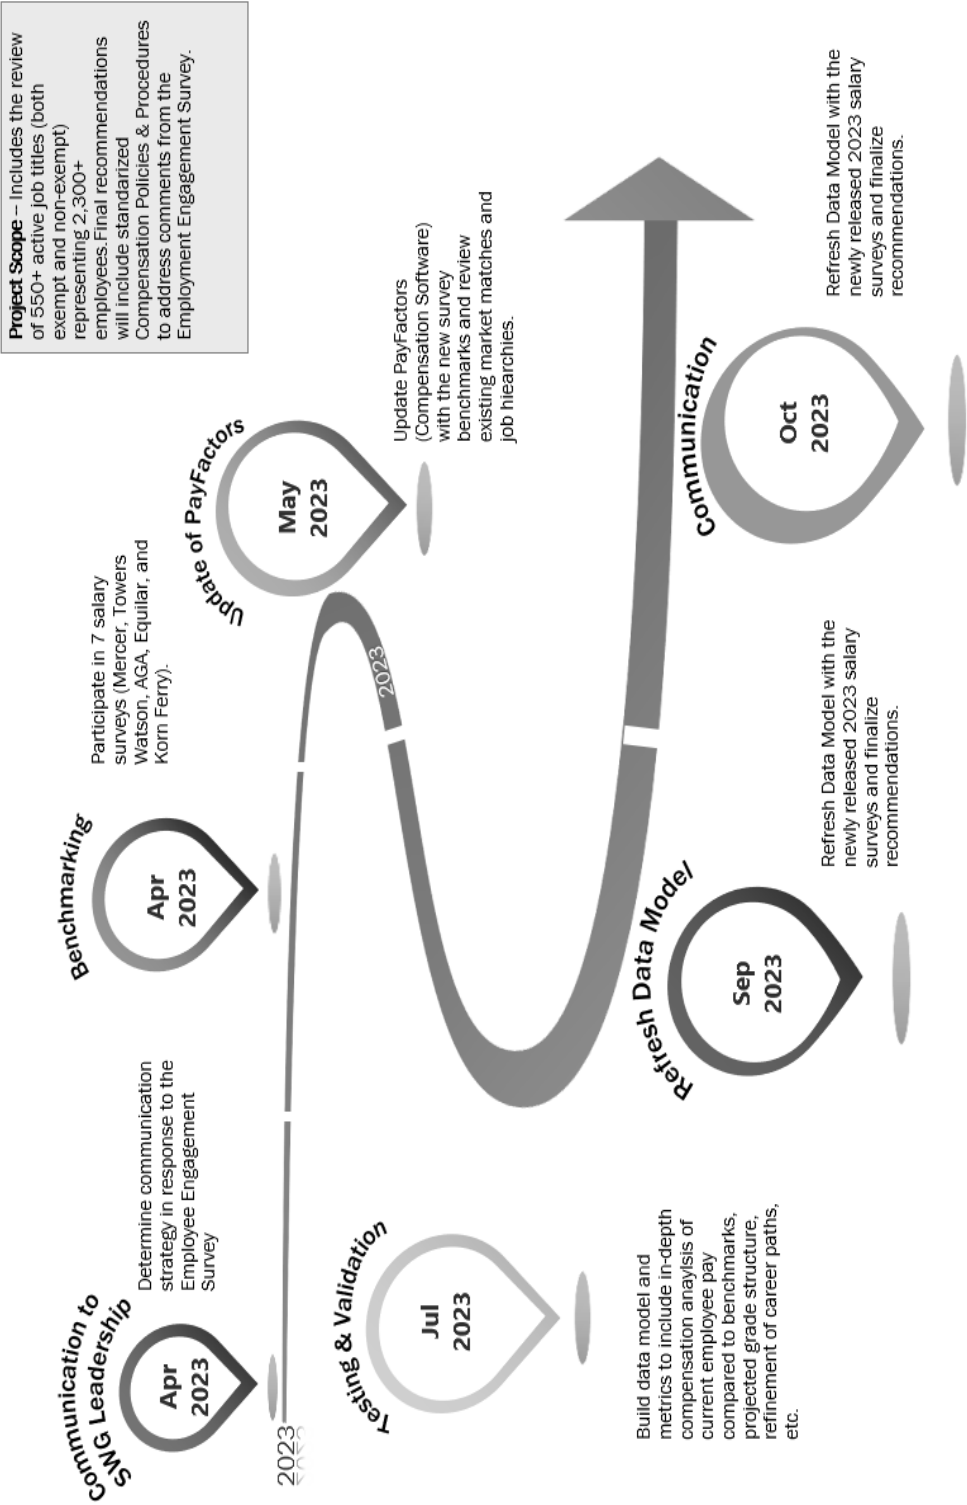 Project Scope – Includes the review
of 550+ active job titles (both
exempt and non-exempt)
representing 2,300+
employees.Final recommendations
will include standarized
Compensation Policies & Procedures
to address comments from the
Employment Engagement Survey.
Communication to
SWG Leadership
Apr
2023
Determine communication
strategy in response to the
Employee Engagement
Survey
Benchmarking
Apr
2023
Participate in 7 salary
surveys (Mercer, Towers
Watson, AGA, Equilar, and
Korn Ferry).
Update of PayFactors
May
2023
Update PayFactors
(Compensation Software)
with the new survey
benchmarks and review
existing market matches and
job hiearchies.
2023
2023
Testing & Validation
Jul
2023
Build data model and
metrics to include in-depth
compensation anaylsis of
current employee pay
compared to benchmarks,
projected grade structure,
refinement of career paths,
etc.
Refresh Data Model
Sep
2023
Refresh Data Model with the
newly released 2023 salary
surveys and finalize
recommendations.
Communication
Oct
2023
Refresh Data Model with the
newly released 2023 salary
surveys and finalize
recommendations.